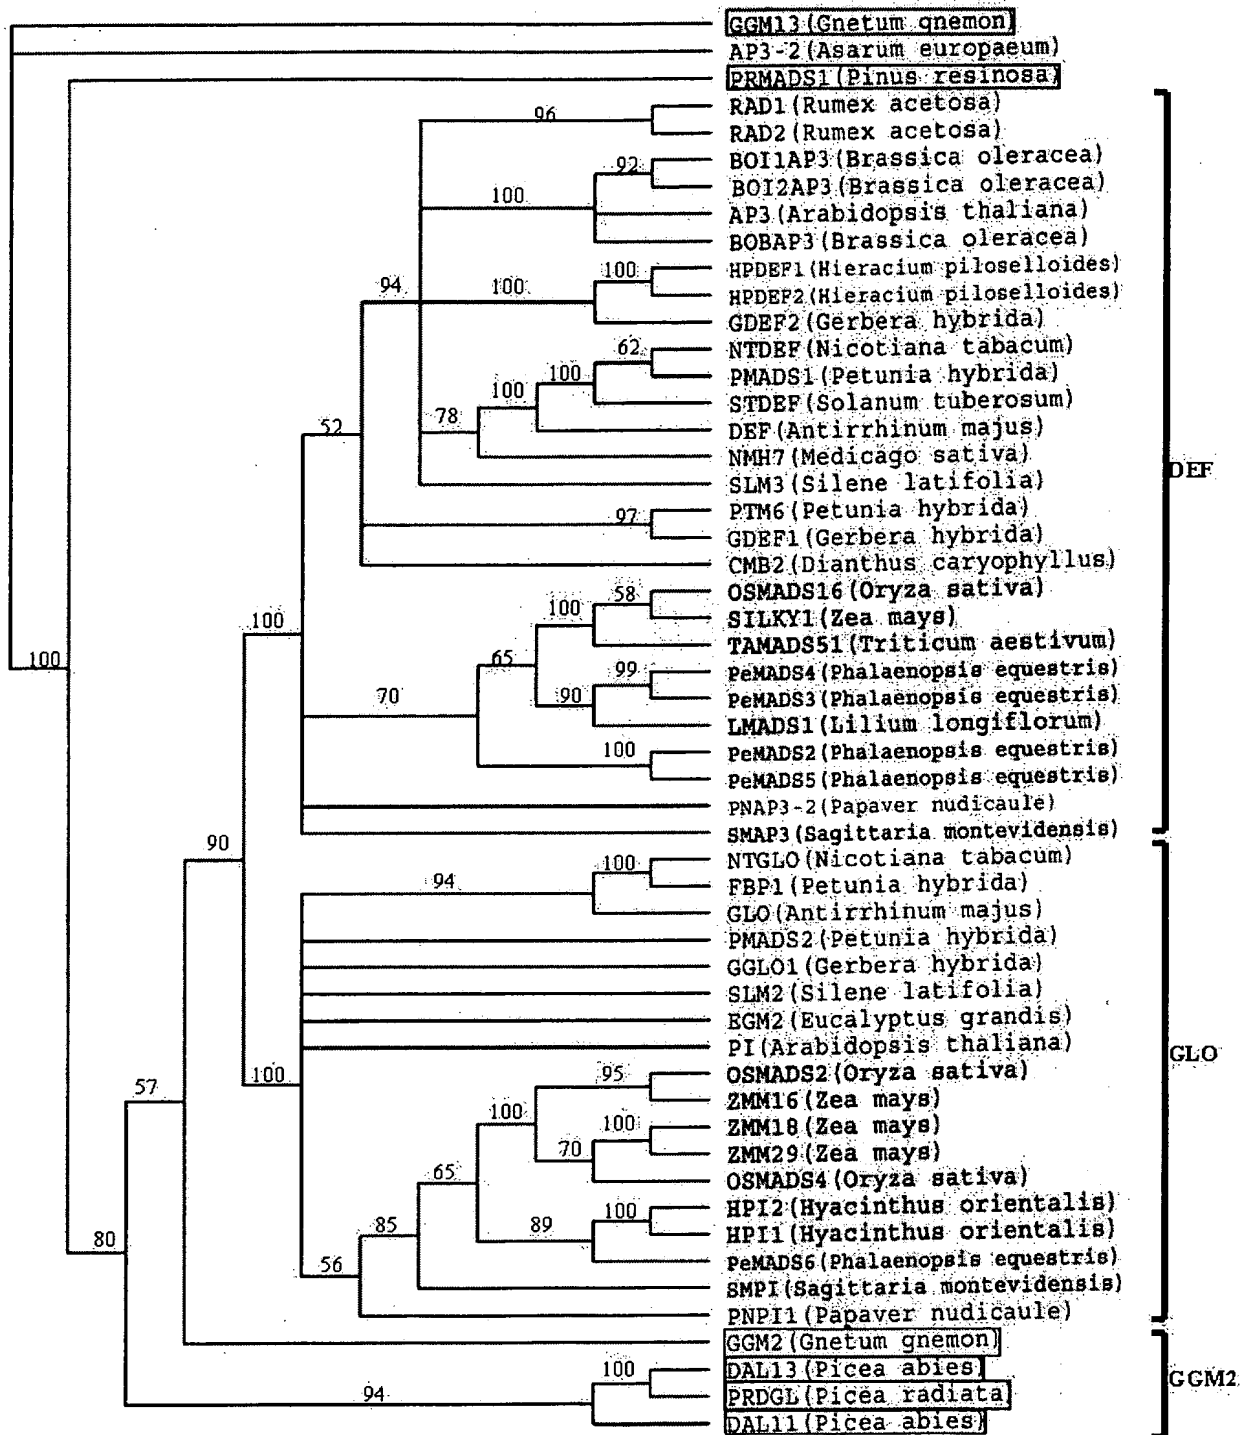 GGM13(Gnetum gnemon)
AP3-2(Asarum europaeum)
PRMADS1(Pinus resinosa)
RAD1(Rumex acetosa)
96
RAD2(Rumex acetosa)
BOI1AP3(Brassica oleracea)
92
BOI2AP3(Brassica oleracea)
100
AP3(Arabidopsis thaliana)
BOBAP3(Brassica oleracea)
100 HPDEF1(Hieracium piloselloides)
94 100 HPDEF2(Hieracium piloselloides)
GDEF2(Gerbera hybrida)
62 NTDEF(Nicotiana tabacum)
100 PMADS1(Petunia hybrida)
100 STDEF(Solanum tuberosum)
52 78 DEF(Antirrhinum majus)
NMH7(Medicago sativa)
DEF
SLM3(Silene latifolia)
97 PTM6(Petunia hybrida)
GDEF1(Gerbera hybrida)
CMB2(Dianthus caryophyllus)
58 OSMADS16(Oryza sativa)
100 100 SILKY1(Zea mays)
TAMADS51(Triticum aestivum)
100 65 99 PeMADS4(Phalaenopsis equestris)
70 90 PeMADS3(Phalaenopsis equestris)
LMADS1(Lilium longiflorum)
100 PeMADS2(Phalaenopsis equestris)
PeMADS5(Phalaenopsis equestris)
PNAP3-2(Papaver nudicaule)
SMAP3(Sagittaria montevidensis)
90 100 NTGLO(Nicotiana tabacum)
94 FBP1(Petunia hybrida)
GLO(Antirrhinum majus)
PMADS2(Petunia hybrida)
GGLO1(Gerbera hybrida)
SLM2(Silene latifolia)
EGM2(Eucalyptus grandis)
PI(Arabidopsis thaliana)
GLO
100 95 OSMADS2(Oryza sativa)
57 ZMM16(Zea mays)
100 100 ZMM18(Zea mays)
70 ZMM29(Zea mays)
65 OSMADS4(Oryza sativa)
100 HPI2(Hyacinthus orientalis)
80 85 89 HPI1(Hyacinthus orientalis)
56 PeMADS6(Phalaenopsis equestris)
SMPI(Sagittaria montevidensis)
PNPI1(Papaver nudicaule)
GGM2(Gnetum gnemon)
100 DAL13(Picea abies)
GGM2
94 PRDGL(Picea radiata)
DAL11(Picea abies)